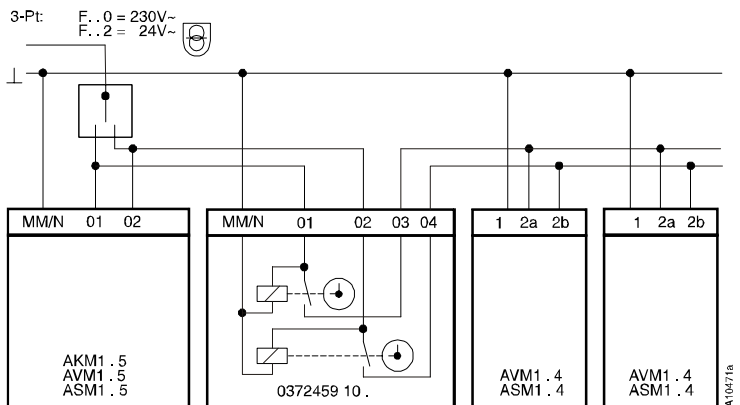 3-Pt: F. . 0 = 230V~
F. . 2 = 24V~
⊥
MM/N 01 02
MM/N 01 02 03 04
1 2a 2b
1 2a 2b
AKM1 . 5
AVM1 . 5
ASM1 . 5
0372459 10 .
AVM1 . 4
ASM1 . 4
AVM1 . 4
ASM1 . 4
A10471a